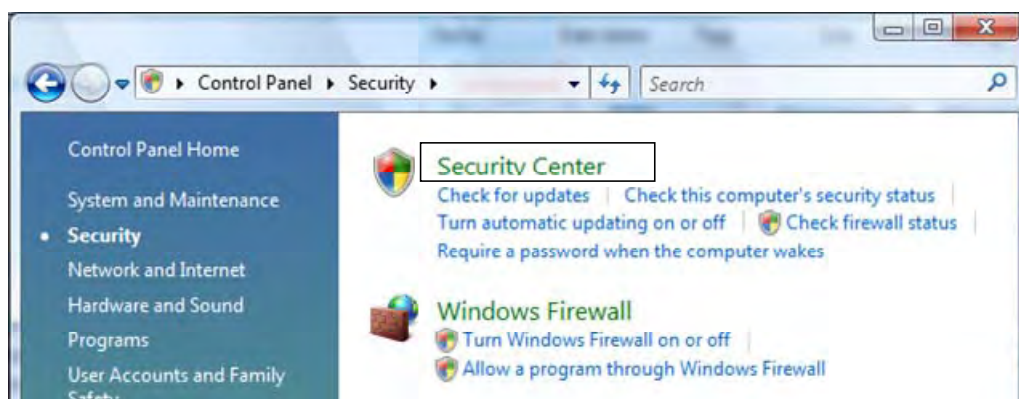 Control Panel Security
Search
Control Panel Home
System and Maintenance
Security
Network and Internet
Hardware and Sound
Programs
User Accounts and Family
Security Center
Check for updates Check this computer's security status
Turn automatic updating on or off Check firewall status
Require a password when the computer wakes
Windows Firewall
Turn Windows Firewall on or off
Allow a program through Windows Firewall